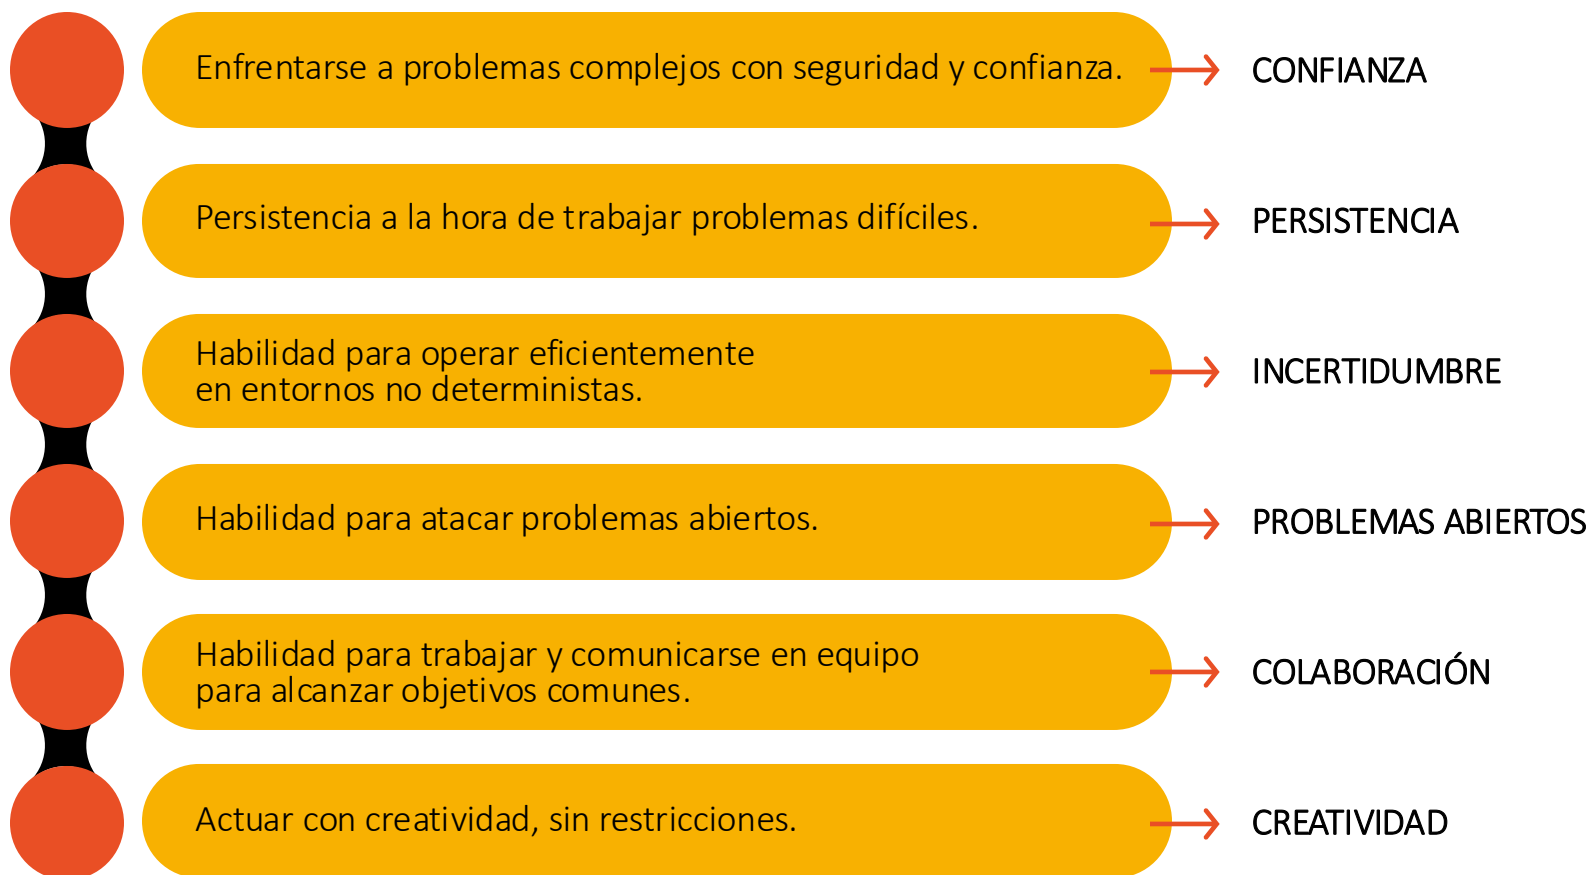 Enfrentarse a problemas complejos con seguridad y confianza.
CONFIANZA
Persistencia a la hora de trabajar problemas difíciles.
PERSISTENCIA
Habilidad para operar eficientemente
en entornos no deterministas.
INCERTIDUMBRE
Habilidad para atacar problemas abiertos.
PROBLEMAS ABIERTOS
Habilidad para trabajar y comunicarse en equipo
para alcanzar objetivos comunes.
COLABORACIÓN
Actuar con creatividad, sin restricciones.
CREATIVIDAD